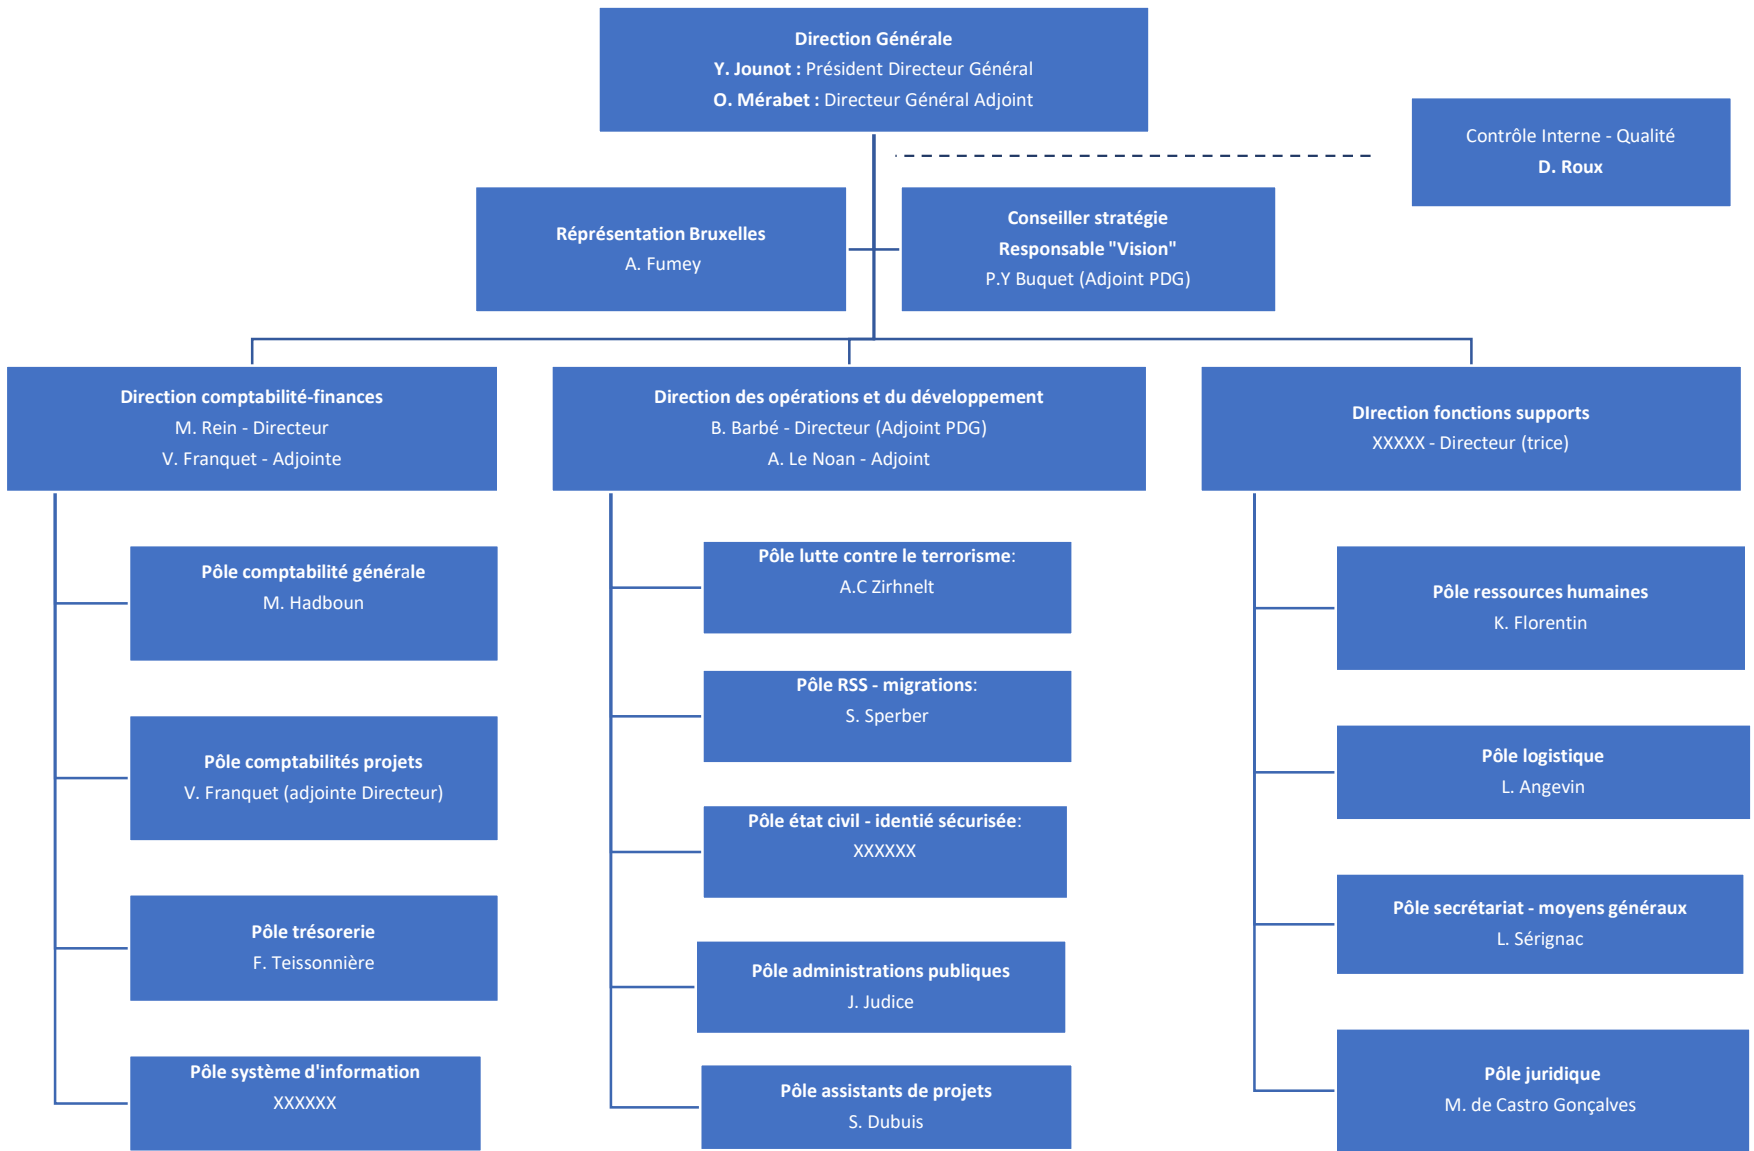 Direction Générale
Y. Jounot : Président Directeur Général
O. Mérabet : Directeur Général Adjoint
Contrôle Interne - Qualité
D. Roux
Réprésentation Bruxelles
A. Fumey
Conseiller stratégie
Responsable "Vision"
P.Y Buquet (Adjoint PDG)
Direction comptabilité-finances
M. Rein - Directeur
V. Franquet - Adjointe
Pôle comptabilité générale
M. Hadboun
Pôle comptabilités projets
V. Franquet (adjointe Directeur)
Pôle trésorerie
F. Teissonnière
Pôle système d'information
XXXXXX
Direction des opérations et du développement
B. Barbé - Directeur (Adjoint PDG)
A. Le Noan - Adjoint
Pôle lutte contre le terrorisme:
A.C Zirhnelt
Pôle RSS - migrations:
S. Sperber
Pôle état civil - identié sécurisée:
XXXXXX
Pôle administrations publiques
J. Judice
Pôle assistants de projets
S. Dubuis
DIrection fonctions supports
XXXXX - Directeur (trice)
Pôle ressources humaines
K. Florentin
Pôle logistique
L. Angevin
Pôle secrétariat - moyens généraux
L. Sérignac
Pôle juridique
M. de Castro Gonçalves